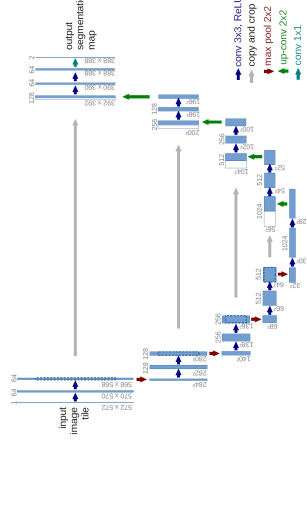 input
image
tile
1 64 64
572 x 572
570 x 570
568 x 568
128 128
284²
282²
280²
256 256
140²
138²
136²
512 512
68²
66²
64²
1024
32²
30²
28²
1024 512
56²
54²
52²
512 256
104²
102²
100²
256 128
200²
198²
196²
128 64 64 2
392 x 392
390 x 390
388 x 388
388 x 388
output
segmentati
map
conv 3x3, ReLU
copy and crop
max pool 2x2
up-conv 2x2
conv 1x1